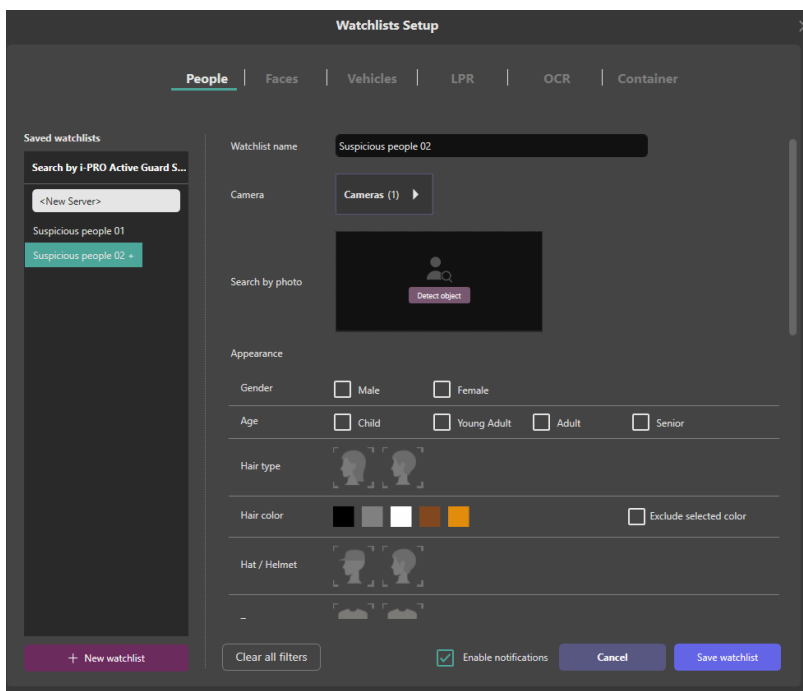 Watchlists Setup
People Faces Vehicles LPR OCR Container
Saved watchlists
Search by i-PRO Active Guard S...
<New Server>
Suspicious people 01
Suspicious people 02 +
+ New watchlist
Watchlist name Suspicious people 02
Camera Cameras (1)
Search by photo Detect object
Appearance
Gender Male Female
Age Child Young Adult Adult Senior
Hair type
Hair color Exclude selected color
Hat / Helmet
Clear all filters Enable notifications Cancel Save watchlist